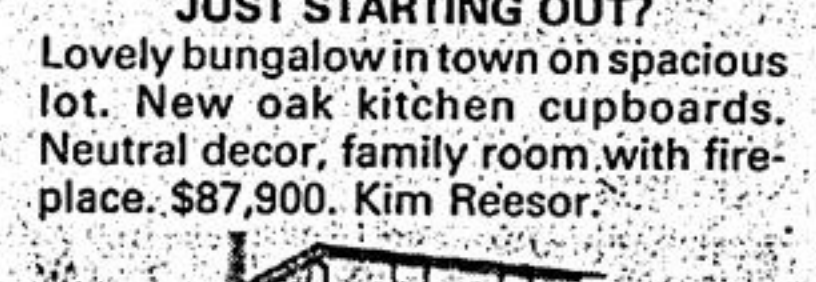 JUST STARTING OUT?
Lovely bungalow in town on spacious
lot. New oak kitchen cupboards.
Neutral decor, family room with fire-
place. $87,900. Kim Reesor.